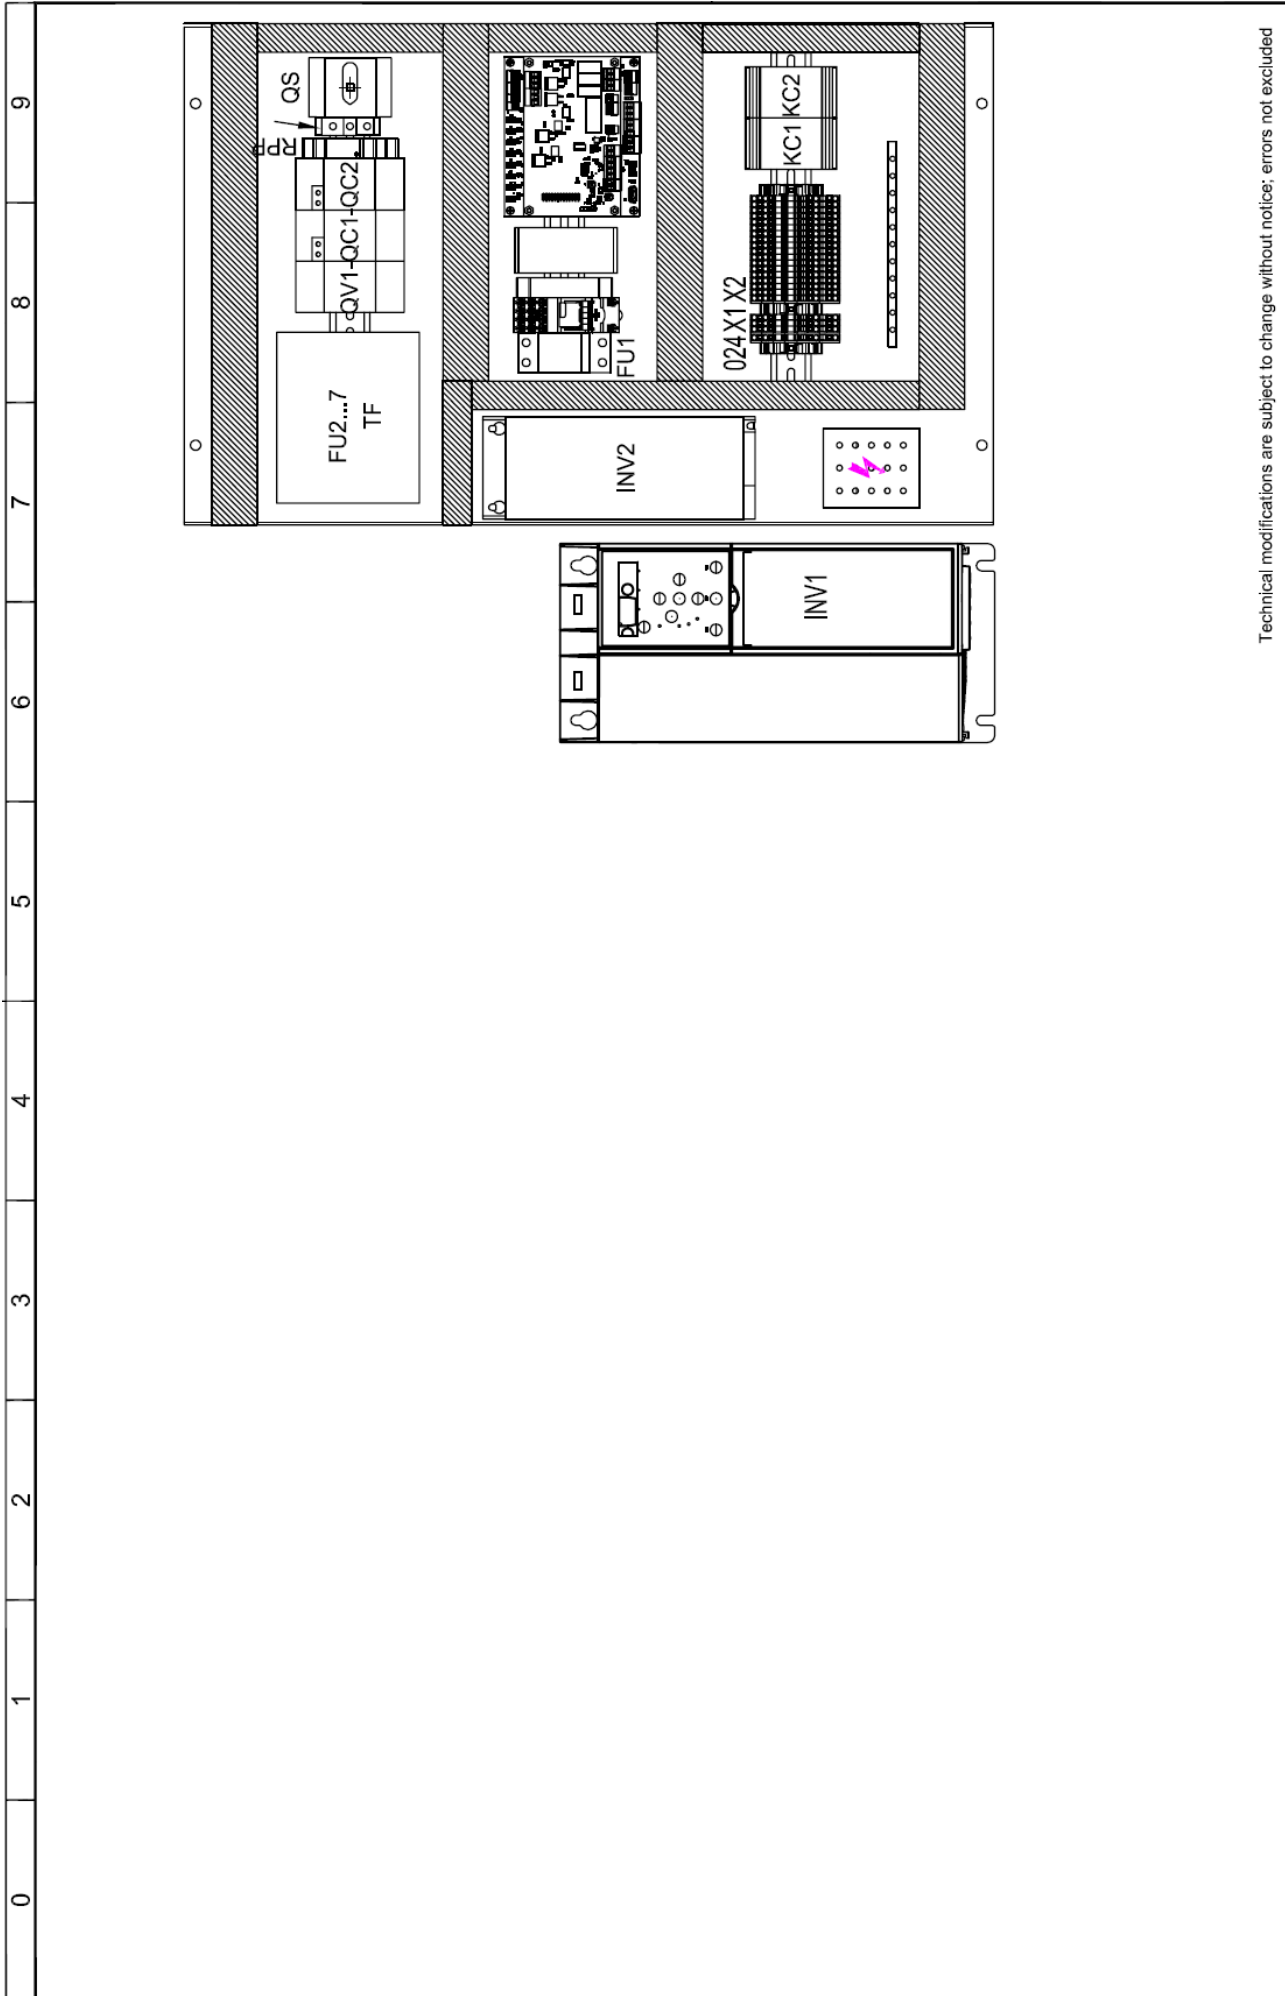 0 1 2 3 4 5 6 7 8 9
QS
RPP
QV1-QC1-QC2
FU2...7
TF
FU1
INV2
INV1
024 X1 X2
KC1 KC2
Technical modifications are subject to change without notice; errors not excluded